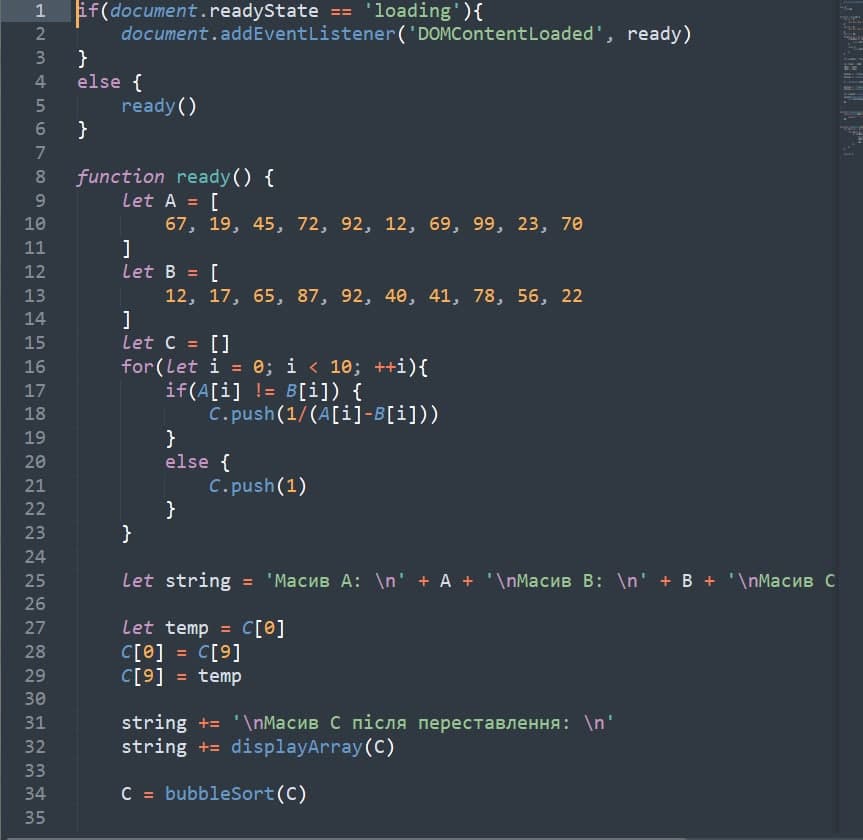 1 if(document.readyState == 'loading'){
2     document.addEventListener('DOMContentLoaded', ready)
3 }
4 else {
5     ready()
6 }
7
8 function ready() {
9     let A = [
10         67, 19, 45, 72, 92, 12, 69, 99, 23, 70
11     ]
12     let B = [
13         12, 17, 65, 87, 92, 40, 41, 78, 56, 22
14     ]
15     let C = []
16     for(let i = 0; i < 10; ++i){
17         if(A[i] != B[i]) {
18             C.push(1/(A[i]-B[i]))
19         }
20         else {
21             C.push(1)
22         }
23     }
24
25     let string = 'Масив А: \n' + A + '\nМасив В: \n' + B + '\nМасив С
26
27     let temp = C[0]
28     C[0] = C[9]
29     C[9] = temp
30
31     string += '\nМасив С після переставлення: \n'
32     string += displayArray(C)
33
34     C = bubbleSort(C)
35